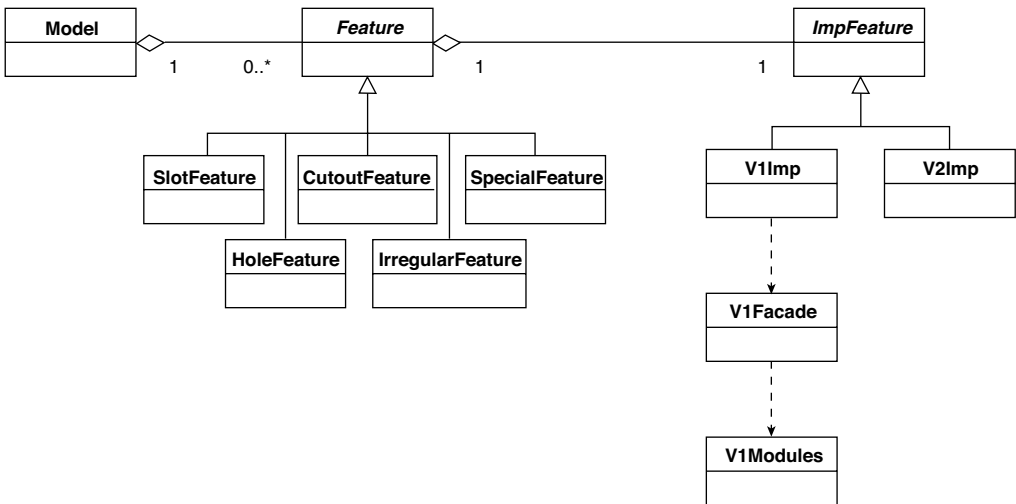 Model
Feature
ImpFeature
1
0..*
1
1
SlotFeature
CutoutFeature
SpecialFeature
V1Imp
V2Imp
HoleFeature
IrregularFeature
V1Facade
V1Modules